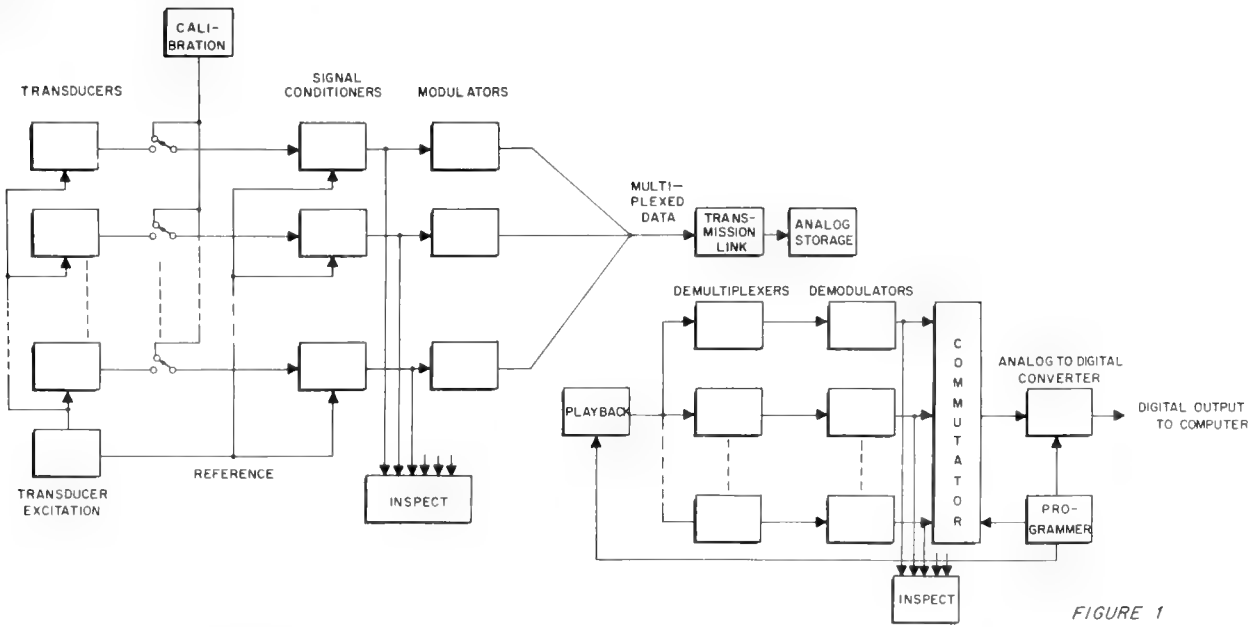 CALI-
BRATION
TRANSDUCERS
SIGNAL
CONDITIONERS
MODULATORS
MULTI-
PLEXED
DATA
TRANS-
MISSION
LINK
ANALOG
STORAGE
TRANSDUCER
EXCITATION
REFERENCE
INSPECT
DEMULTIPLEXERS
DEMODULATORS
PLAYBACK
COMMUTATOR
ANALOG TO DIGITAL
CONVERTER
DIGITAL OUTPUT
TO COMPUTER
PRO-
GRAMMER
INSPECT
FIGURE 1